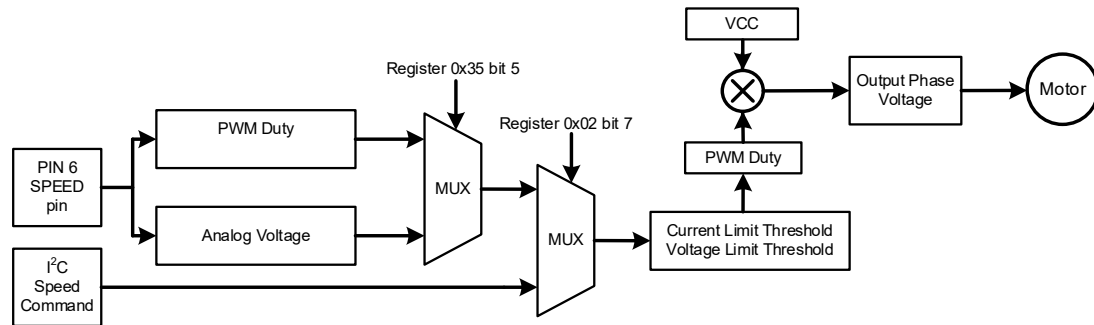 VCC
Register 0x35 bit 5
Output Phase
Voltage
Motor
Register 0x02 bit 7
PWM Duty
PIN 6
SPEED
pin
MUX
PWM Duty
Analog Voltage
MUX
Current Limit Threshold
Voltage Limit Threshold
I²C
Speed
Command